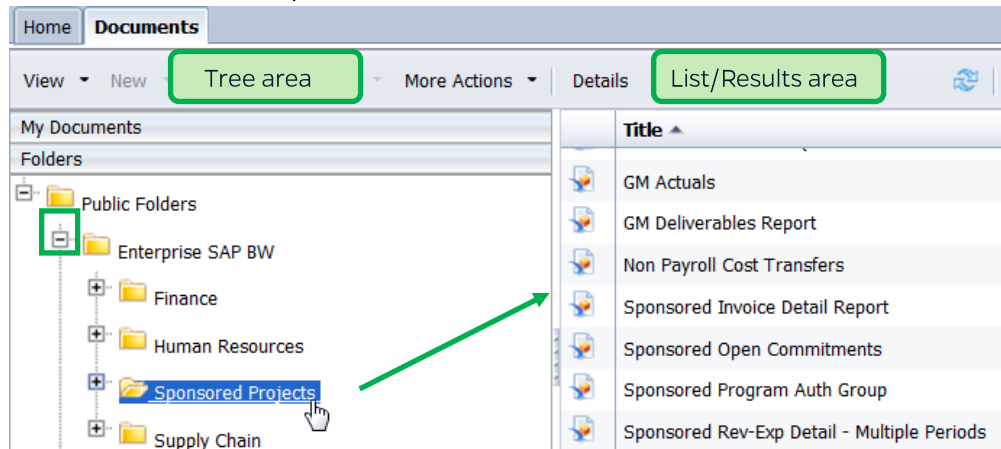 Home Documents
View New Tree area More Actions Details List/Results area
My Documents
Title
Folders
Public Folders
Enterprise SAP BW
Finance
Human Resources
Sponsored Projects
Supply Chain
GM Actuals
GM Deliverables Report
Non Payroll Cost Transfers
Sponsored Invoice Detail Report
Sponsored Open Commitments
Sponsored Program Auth Group
Sponsored Rev-Exp Detail - Multiple Periods